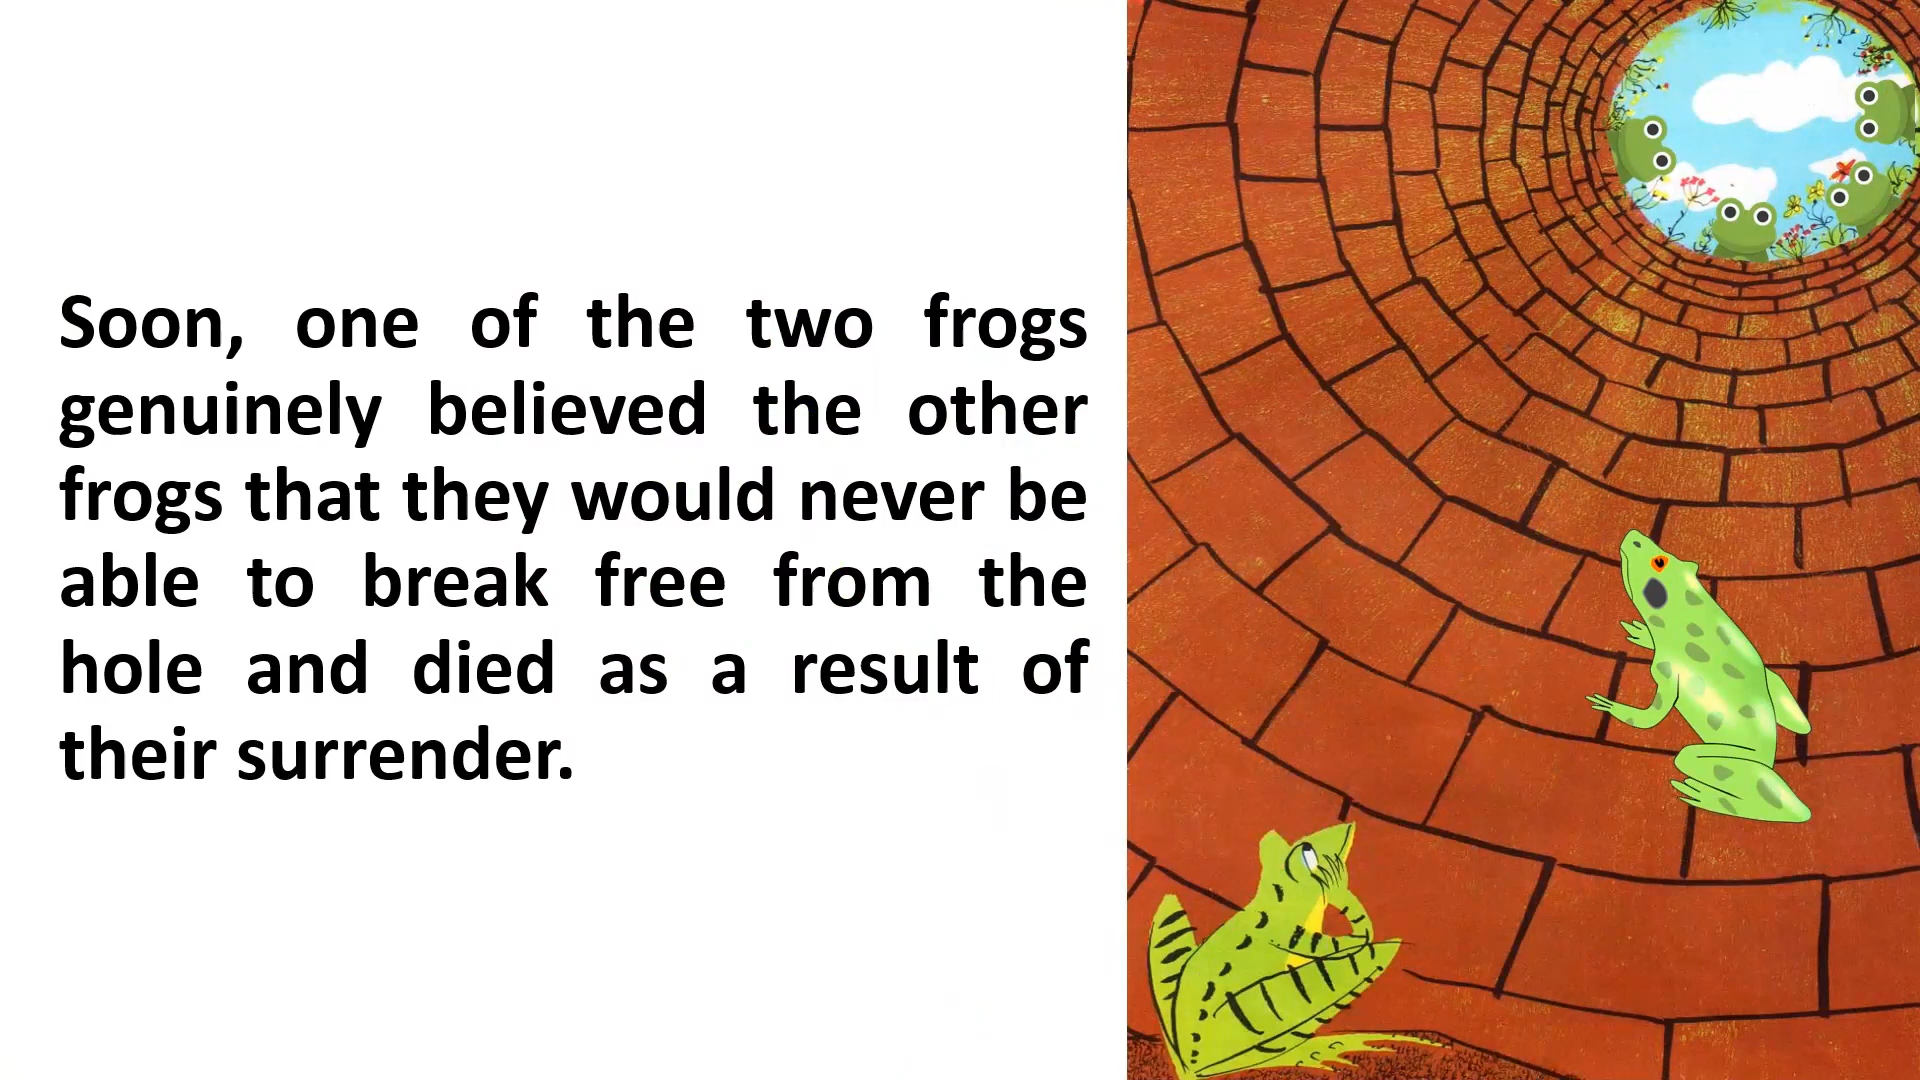 Soon, one of the two frogs
genuinely believed the other
frogs that they would never be
able to break free from the
hole and died as a result of
their surrender.